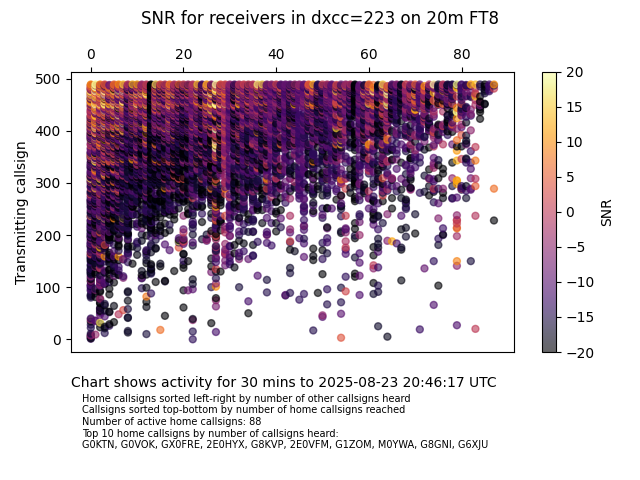 SNR for receivers in dxcc=223 on 20m FT8
0 20 40 60 80
500
400
300
200
100
0
Transmitting callsign
20
15
10
5
0
−5
−10
−15
−20
SNR
Chart shows activity for 30 mins to 2025-08-23 20:46:17 UTC
Home callsigns sorted left-right by number of other callsigns heard
Callsigns sorted top-bottom by number of home callsigns reached
Number of active home callsigns: 88
Top 10 home callsigns by number of callsigns heard:
G0KTN, G0VOK, GX0FRE, 2E0HYX, G8KVP, 2E0VFM, G1ZOM, M0YWA, G8GNI, G6XJU